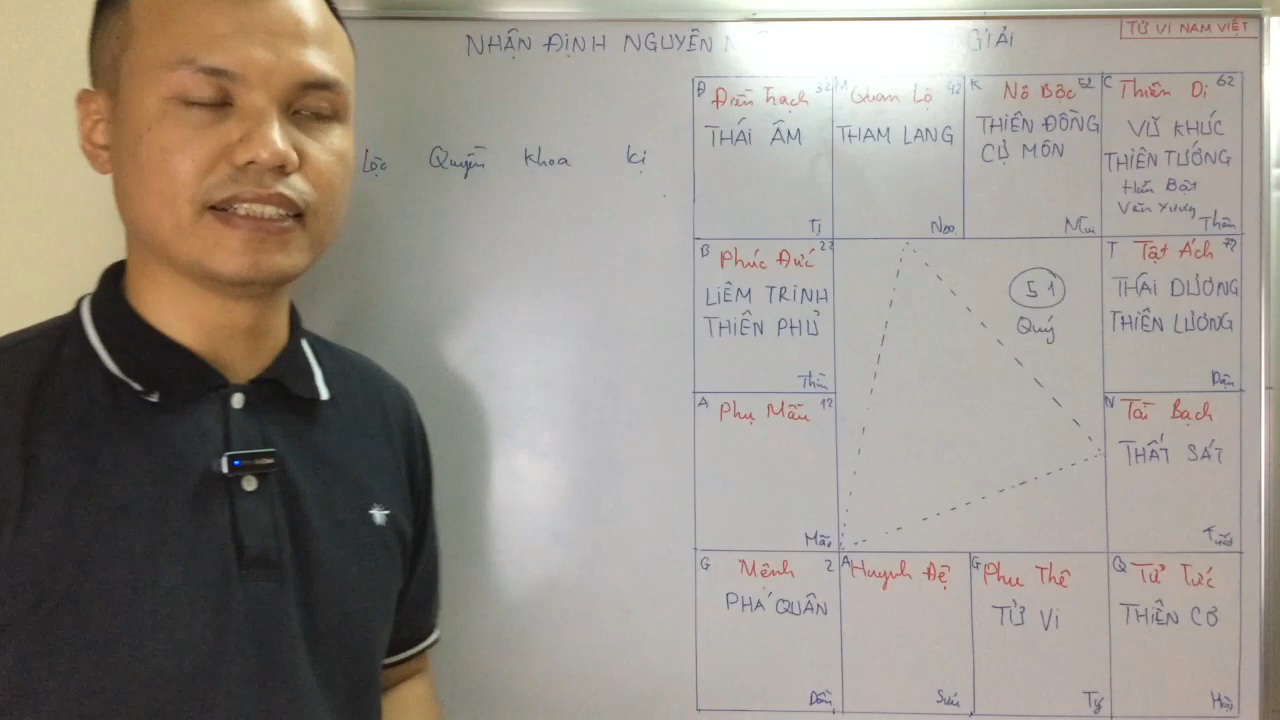 NHẬN ĐỊNH NGUYÊN
GIẢI
TỬ VI NAM VIỆT
Lộc Quyền Khoa Kị
Đ Điền Trạch 32
THÁI ÂM
Tị
Quan Lộ 42
THAM LANG
Ngọ
K Nô Bộc 52
THIÊN ĐỒNG
CỰ MÔN
Mùi
C Thiên Di 62
VŨ KHÚC
THIÊN TƯỚNG
Văn Xương
Thân
B Phúc Đức 22
LIÊM TRINH
THIÊN PHỦ
Thìn
51
Quý
T Tật Ách 72
THÁI DƯƠNG
THIÊN LƯƠNG
Dậu
A Phụ Mẫu 12
Mão
N Tài Bạch
THẤT SÁT
Tuất
G Mệnh 2
PHÁ QUÂN
Dần
A Huynh Đệ
Sửu
G Phu Thê
TỬ VI
Tý
Q Tử Tức
THIÊN CƠ
Hợi